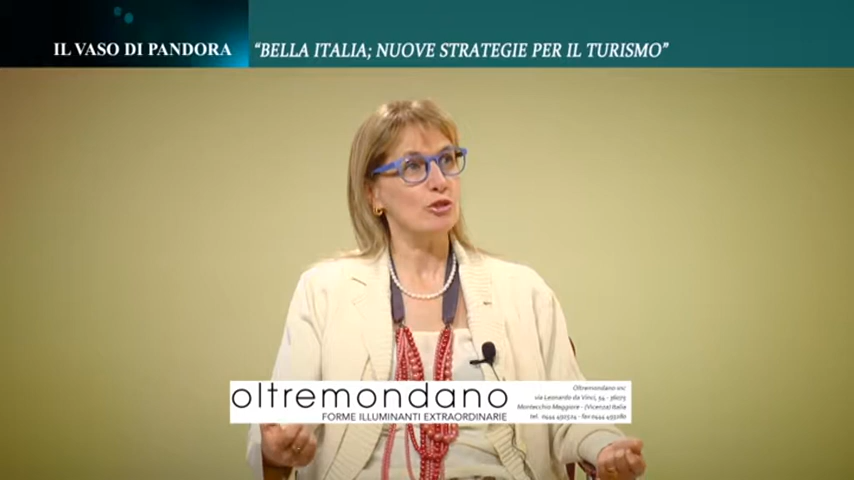 IL VASO DI PANDORA
"BELLA ITALIA; NUOVE STRATEGIE PER IL TURISMO"
oltremondano
FORME ILLUMINANTI EXTRAORDINARIE
Oltremondano snc
via Leonardo da Vinci, 54 - 36075
Montecchio Maggiore - (Vicenza) Italia